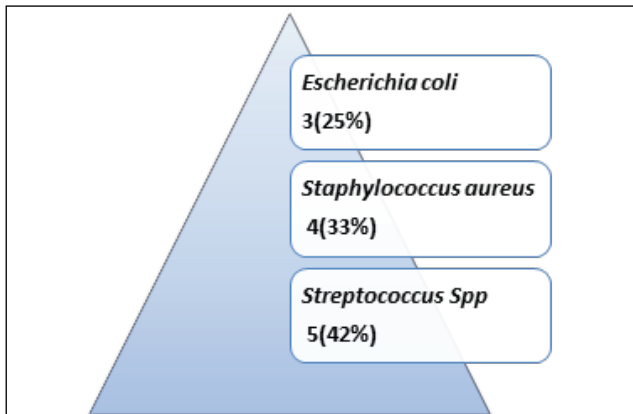 Escherichia coli
3(25%)
Staphylococcus aureus
4(33%)
Streptococcus Spp
5(42%)